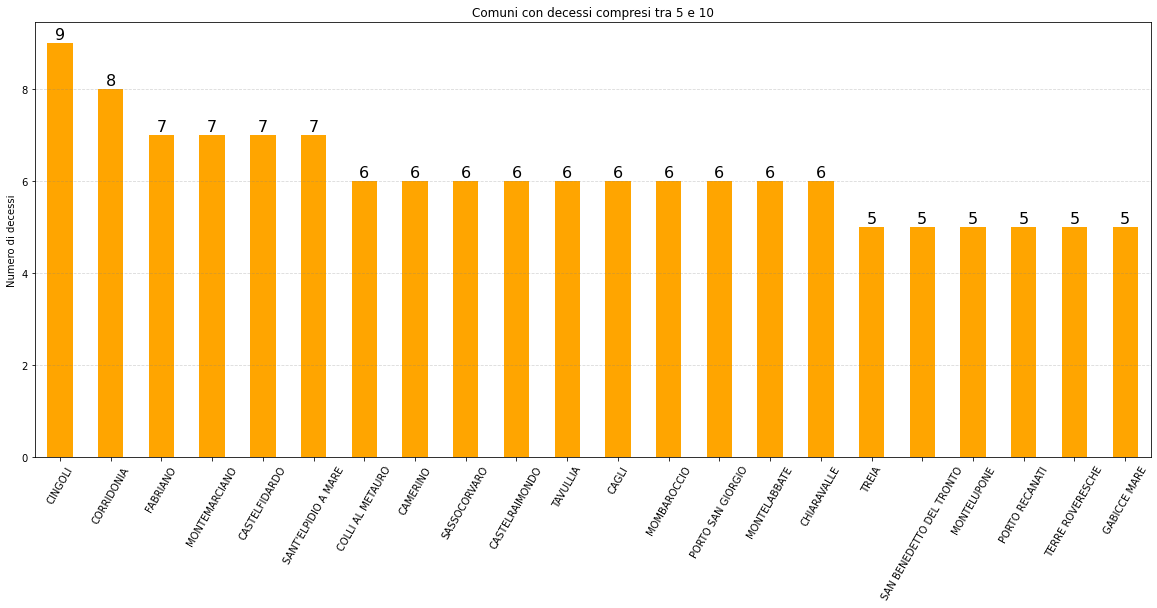 Comuni con decessi compresi tra 5 e 10
Numero di decessi
8
6
4
2
0
9
8
7
7
7
7
6
6
6
6
6
6
6
6
6
6
5
5
5
5
5
5
CINGOLI
CORRIDONIA
FABRIANO
MONTEMARCIANO
CASTELFIDARDO
SANT'ELPIDIO A MARE
COLLI AL METAURO
CAMERINO
SASSOCORVARO
CASTELRAIMONDO
TAVULLIA
CAGLI
MOMBAROCCIO
PORTO SAN GIORGIO
MONTELABBATE
CHIARAVALLE
TREIA
SAN BENEDETTO DEL TRONTO
MONTELUPONE
PORTO RECANATI
TERRE ROVERESCHE
GABICCE MARE